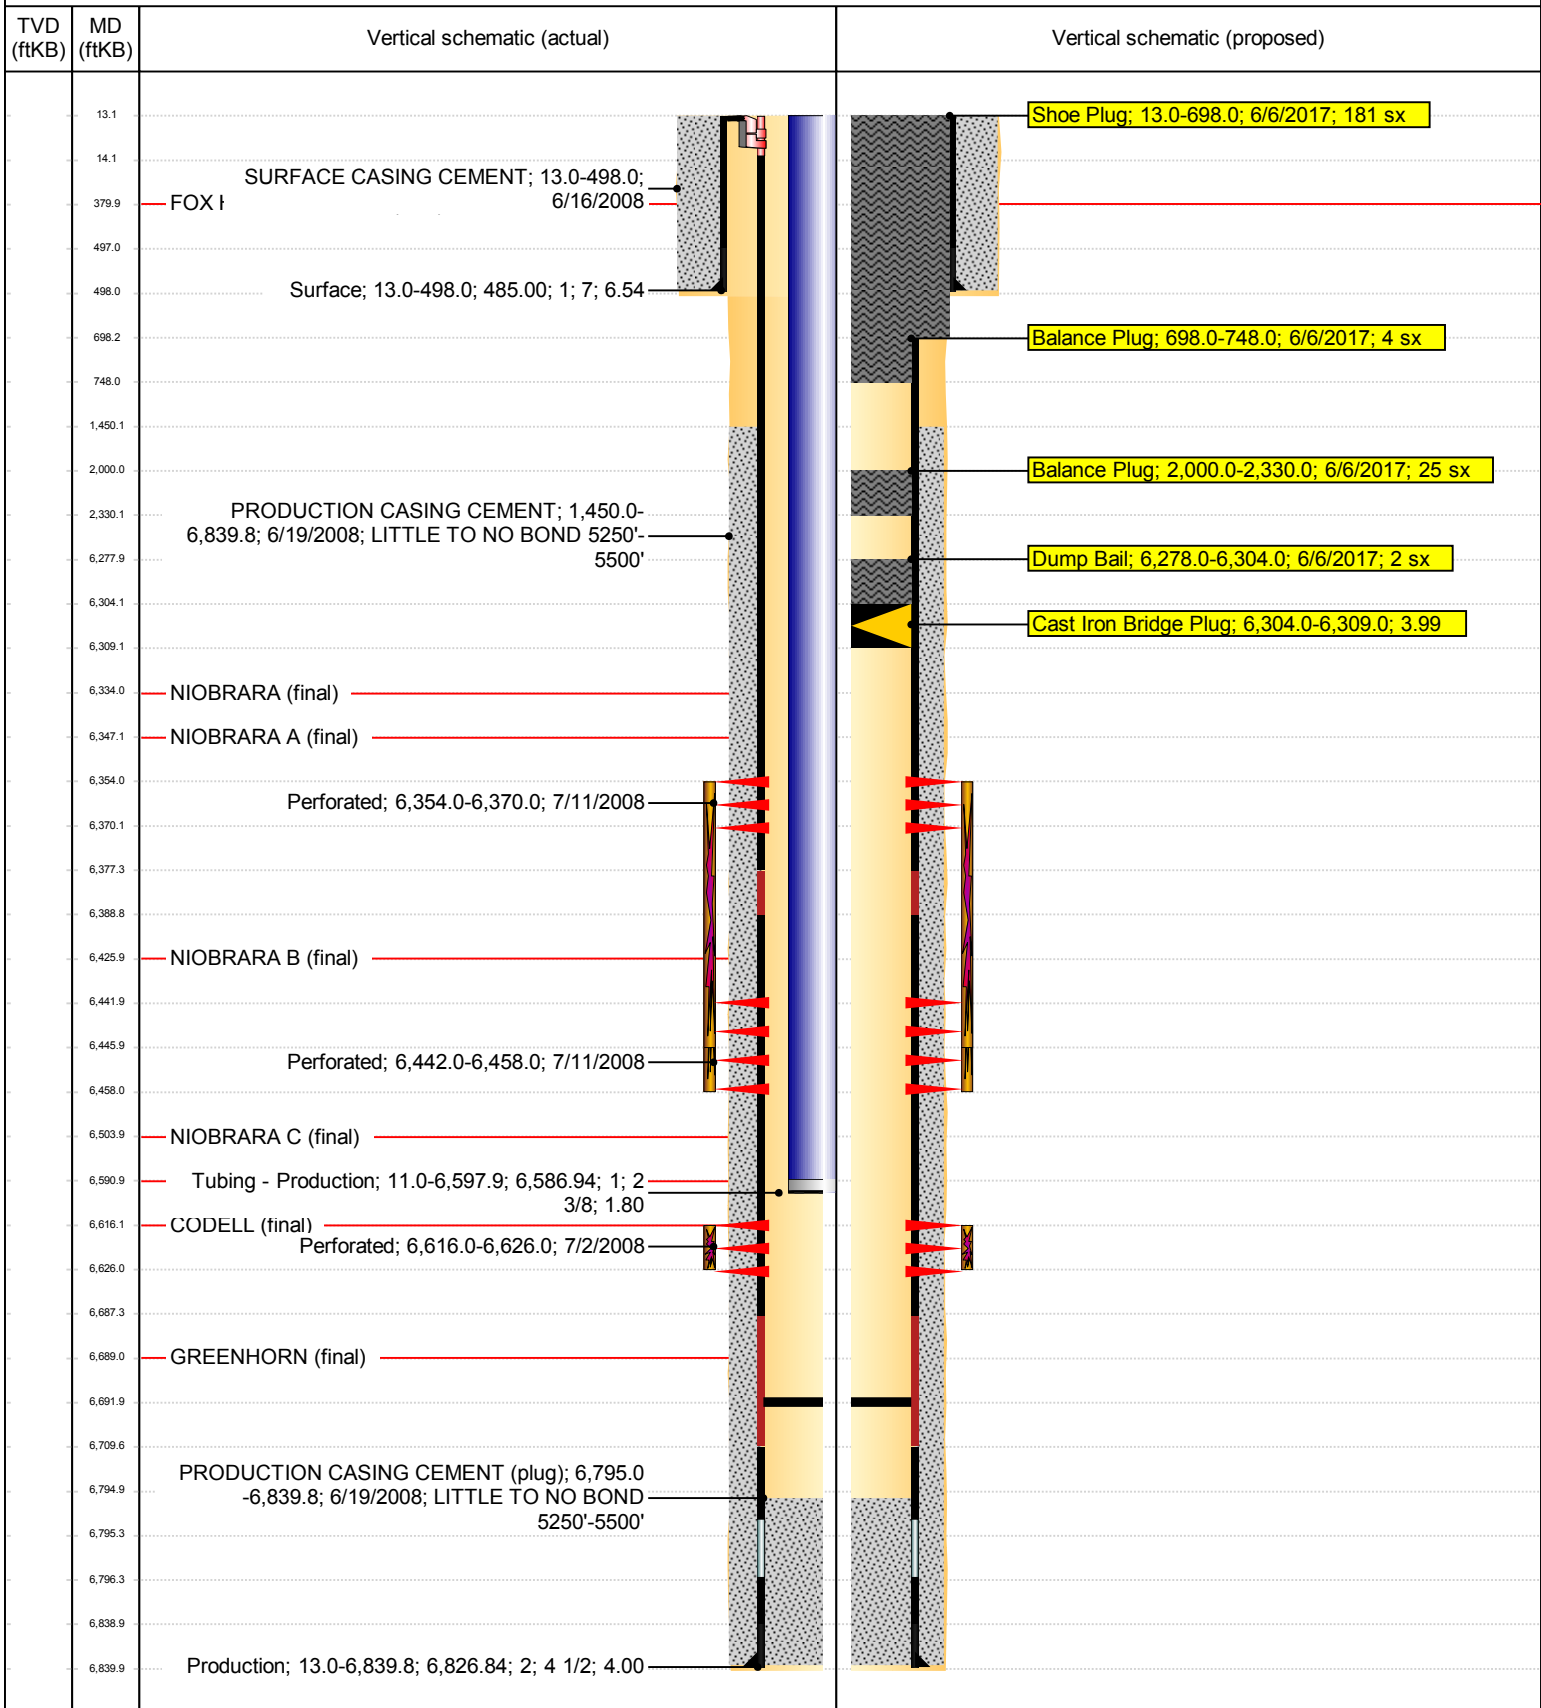 TVD
(ftKB)
MD
(ftKB)
Vertical schematic (actual)
Vertical schematic (proposed)
13.1
Shoe Plug; 13.0-698.0; 6/6/2017; 181 sx
14.1
SURFACE CASING CEMENT; 13.0-498.0;
6/16/2008
379.9
FOX
497.0
498.0
Surface; 13.0-498.0; 485.00; 1; 7; 6.54
698.2
Balance Plug; 698.0-748.0; 6/6/2017; 4 sx
748.0
1,450.1
2,000.0
Balance Plug; 2,000.0-2,330.0; 6/6/2017; 25 sx
2,330.1
PRODUCTION CASING CEMENT; 1,450.0-
6,839.8; 6/19/2008; LITTLE TO NO BOND 5250'-
5500'
6,277.9
Dump Bail; 6,278.0-6,304.0; 6/6/2017; 2 sx
6,304.1
Cast Iron Bridge Plug; 6,304.0-6,309.0; 3.99
6,309.1
6,334.0
NIOBRARA (final)
6,347.1
NIOBRARA A (final)
6,354.0
Perforated; 6,354.0-6,370.0; 7/11/2008
6,370.1
6,377.3
6,388.8
6,425.9
NIOBRARA B (final)
6,441.9
6,445.9
Perforated; 6,442.0-6,458.0; 7/11/2008
6,458.0
6,503.9
NIOBRARA C (final)
6,590.9
Tubing - Production; 11.0-6,597.9; 6,586.94; 1; 2
3/8; 1.80
6,616.1
CODELL (final)
Perforated; 6,616.0-6,626.0; 7/2/2008
6,626.0
6,687.3
6,689.0
GREENHORN (final)
6,691.9
6,709.6
PRODUCTION CASING CEMENT (plug); 6,795.0
-6,839.8; 6/19/2008; LITTLE TO NO BOND
5250'-5500'
6,794.9
6,795.3
6,796.3
6,838.9
6,839.9
Production; 13.0-6,839.8; 6,826.84; 2; 4 1/2; 4.00